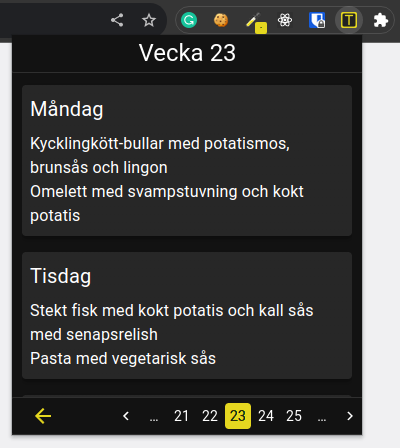 T
Vecka 23
Måndag
Kycklingkött-bullar med potatismos,
brunsås och lingon
Omelett med svampstuvning och kokt
potatis
Tisdag
Stekt fisk med kokt potatis och kall sås
med senapsrelish
Pasta med vegetarisk sås
... 21 22 23 24 25 ...